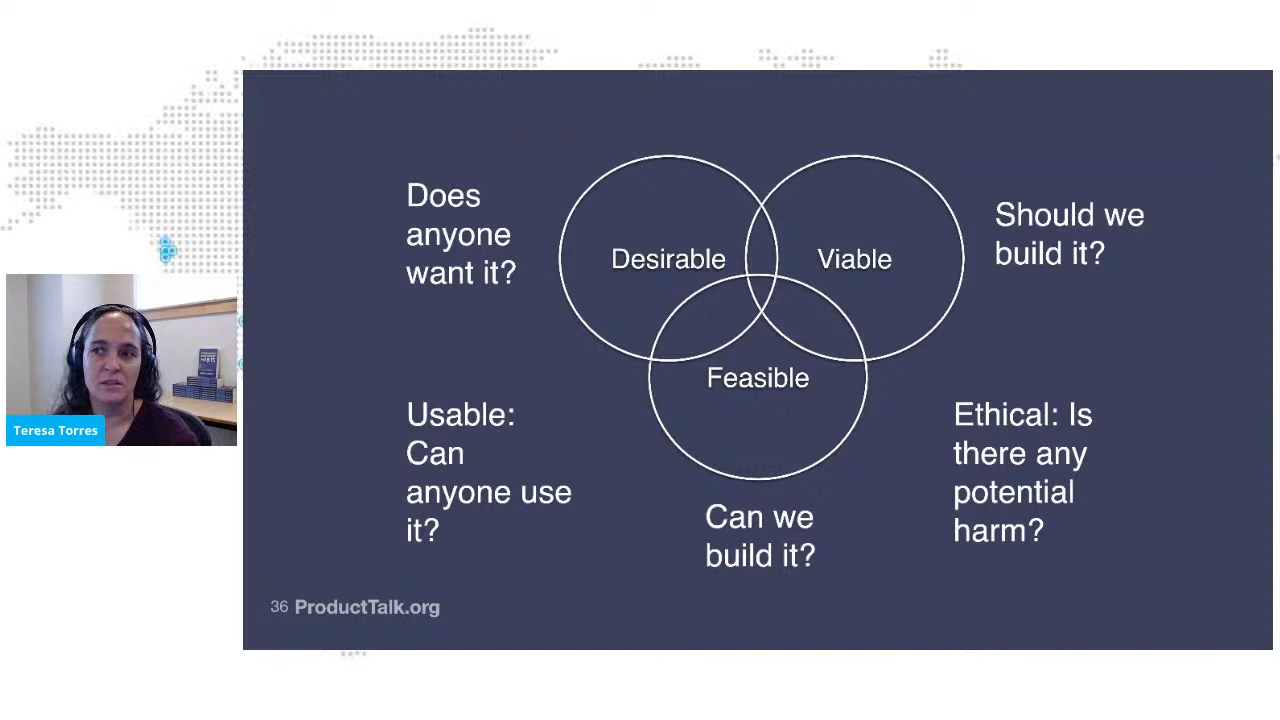 Does
anyone
want it?
Desirable
Viable
Should we
build it?
Feasible
Usable:
Can
anyone use
it?
Can we
build it?
Ethical: Is
there any
potential
harm?
36 ProductTalk.org
Teresa Torres
HABITS